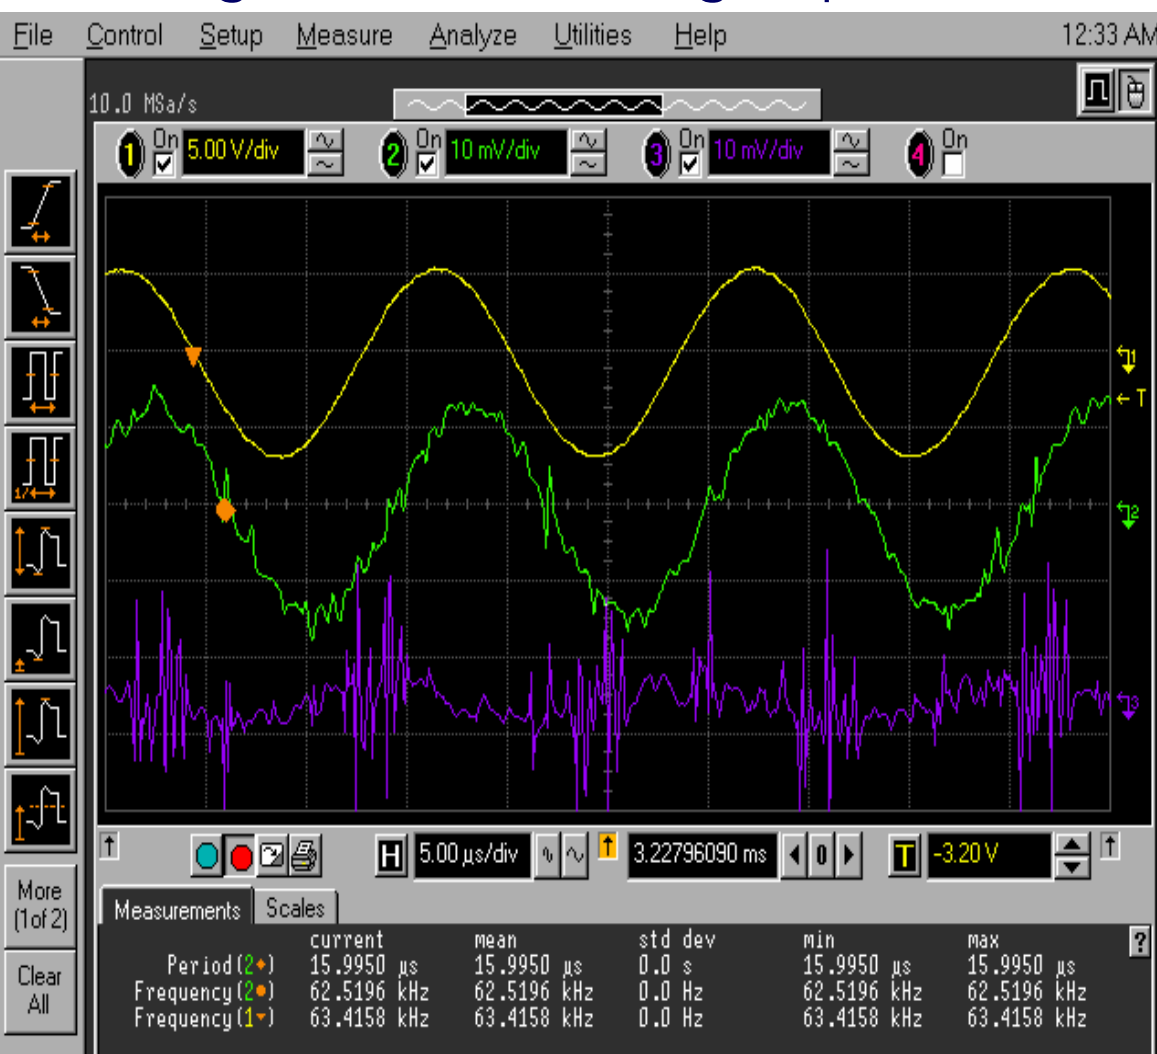 File Control Setup Measure Analyze Utilities Help 12:33 AM
10.0 MSa/s
1 On 5.00 V/div 2 On 10 mV/div 3 On 10 mV/div 4 On
1
T
2
3
1/
More
(1of 2)
Clear
All
H 5.00 µs/div 3.22796090 ms 0 T -3.20 V
Measurements Scales
?
current mean std dev min max
Period(2) 15.9950 µs 15.9950 µs 0.0 s 15.9950 µs 15.9950 µs
Frequency(2) 62.5196 kHz 62.5196 kHz 0.0 Hz 62.5196 kHz 62.5196 kHz
Frequency(1) 63.4158 kHz 63.4158 kHz 0.0 Hz 63.4158 kHz 63.4158 kHz